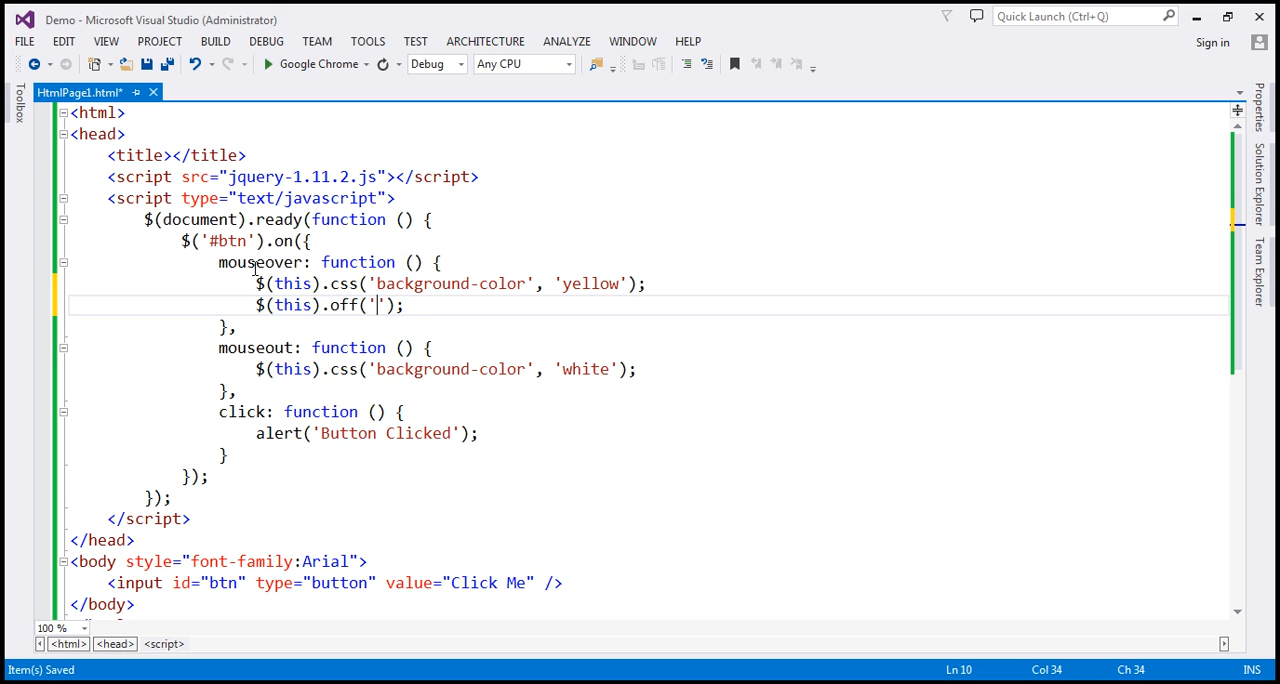 Demo - Microsoft Visual Studio (Administrator)
Quick Launch (Ctrl+Q)
FILE EDIT VIEW PROJECT BUILD DEBUG TEAM TOOLS TEST ARCHITECTURE ANALYZE WINDOW HELP
Sign in
Google Chrome Debug Any CPU
Toolbox
HtmlPage1.html*
Properties
Solution Explorer
Team Explorer
<html>
<head>
<title></title>
<script src="jquery-1.11.2.js"></script>
<script type="text/javascript">
$(document).ready(function () {
$('#btn').on({
mouseover: function () {
$(this).css('background-color', 'yellow');
$(this).off('');
},
mouseout: function () {
$(this).css('background-color', 'white');
},
click: function () {
alert('Button Clicked');
}
});
});
</script>
</head>
<body style="font-family:Arial">
<input id="btn" type="button" value="Click Me" />
</body>
100 %
<html> <head> <script>
Item(s) Saved Ln 10 Col 34 Ch 34 INS